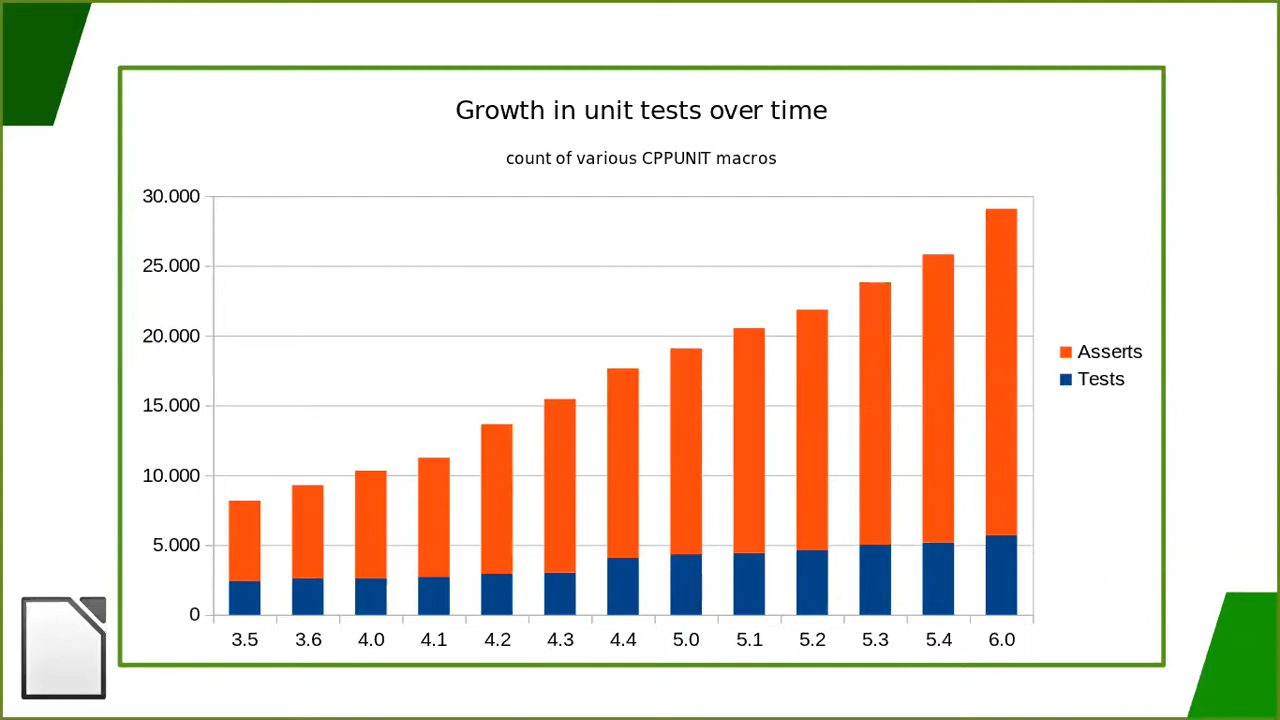 Growth in unit tests over time
count of various CPPUNIT macros
30.000
25.000
20.000
15.000
10.000
5.000
0
Asserts
Tests
3.5 3.6 4.0 4.1 4.2 4.3 4.4 5.0 5.1 5.2 5.3 5.4 6.0